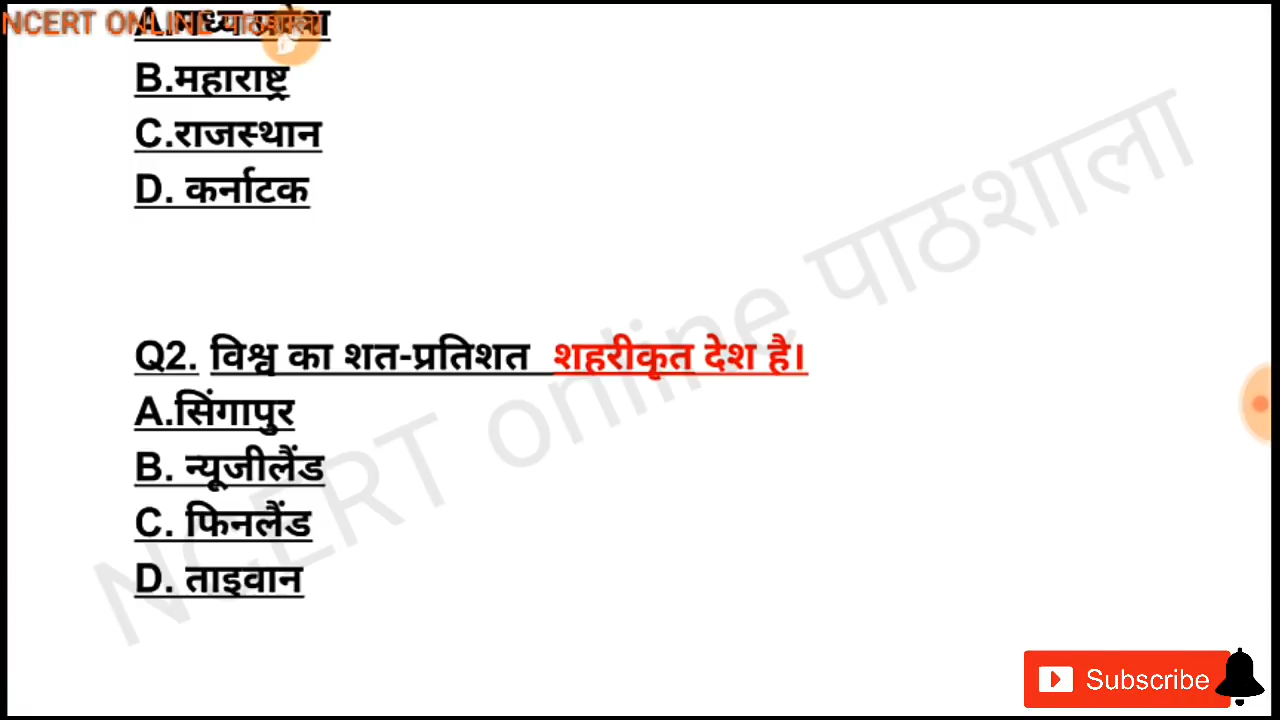 NCERT ONLINE पाठशाला
A.मध्य प्रदेश
B.महाराष्ट्र
C.राजस्थान
D. कर्नाटक
Q2. विश्व का शत-प्रतिशत शहरीकृत देश है।
A.सिंगापुर
B. न्यूजीलैंड
C. फिनलैंड
D. ताइवान
NCERT online पाठशाला
Subscribe